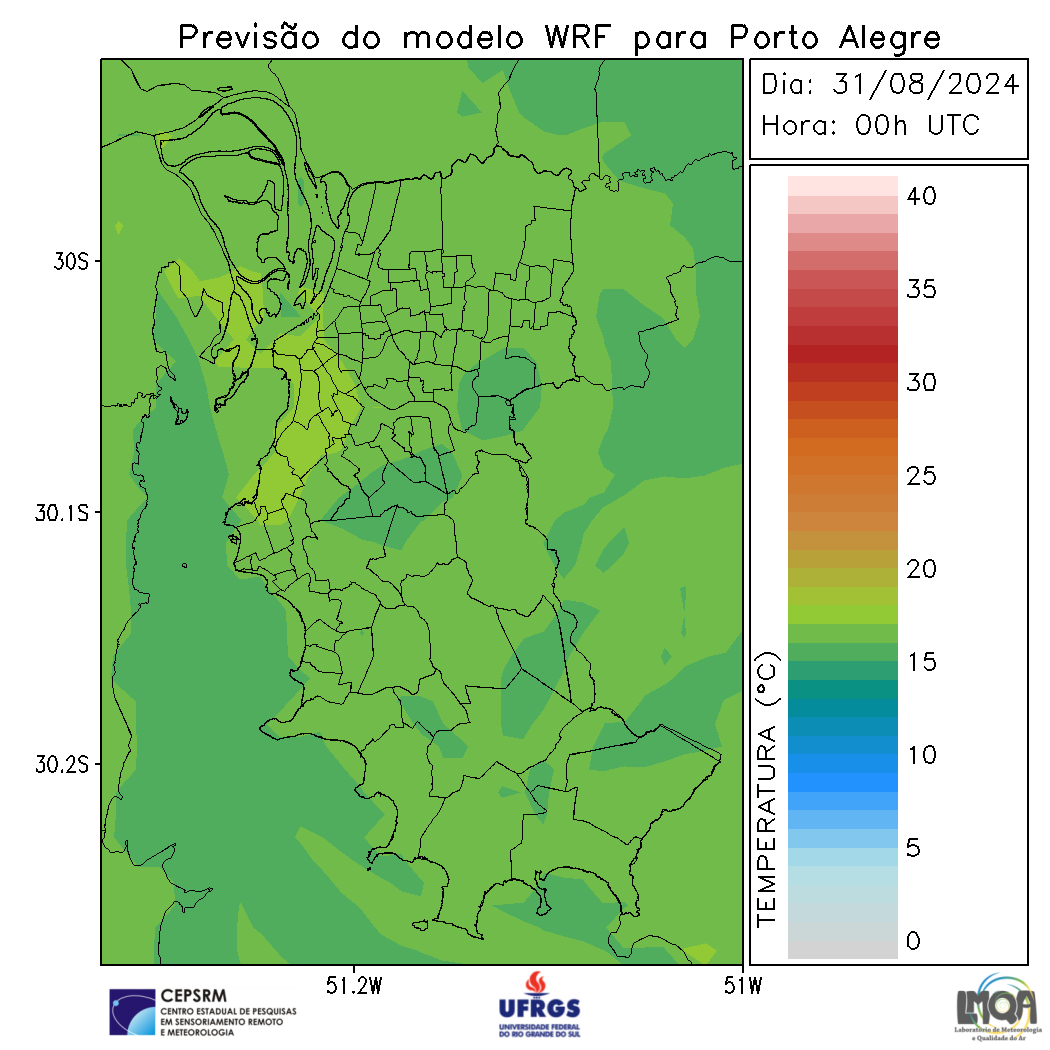 Previsão do modelo WRF para Porto Alegre
Dia: 31/08/2024
Hora: 00h UTC
40
35
30
25
20
15
10
5
0
TEMPERATURA (°C)
30S
30.1S
30.2S
51.2W
51W
CEPSRM
CENTRO ESTADUAL DE PESQUISAS
EM SENSORIAMENTO REMOTO
E METEOROLOGIA
UFRGS
UNIVERSIDADE FEDERAL
DO RIO GRANDE DO SUL
LMQA
Laboratório de Meteorologia
e Qualidade do Ar